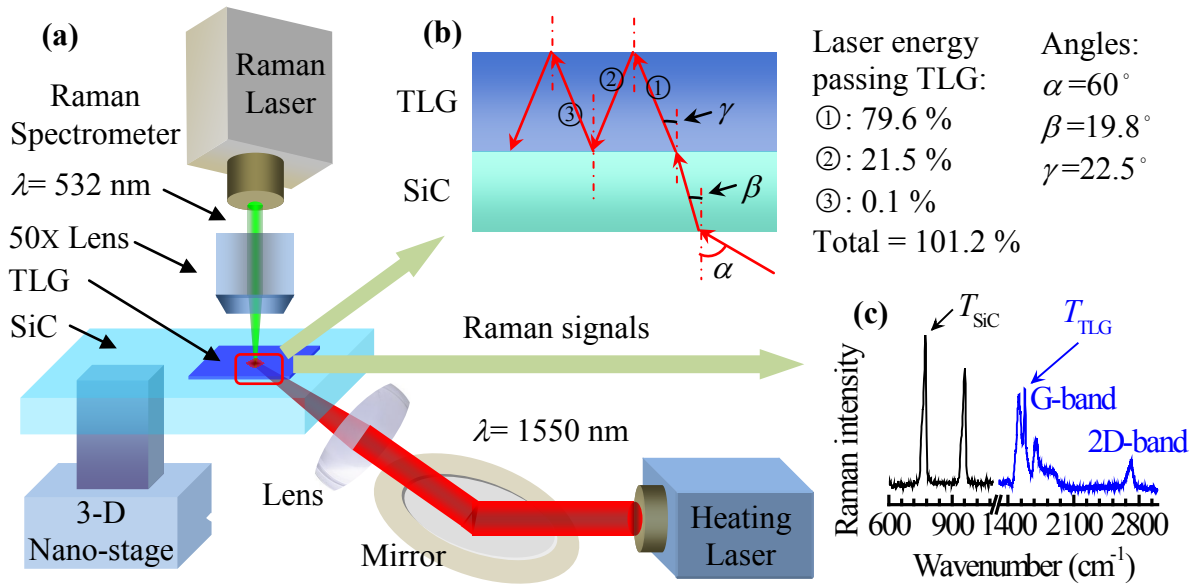 (a)
Raman
Laser
Raman
Spectrometer
λ= 532 nm
50X Lens
TLG
SiC
3-D
Nano-stage
Lens
Mirror
λ= 1550 nm
Heating
Laser
Raman signals
(b)
TLG
SiC
①
②
③
γ
β
α
Laser energy
passing TLG:
①: 79.6 %
②: 21.5 %
③: 0.1 %
Total = 101.2 %
Angles:
α=60°
β=19.8°
γ=22.5°
(c)
T_SiC
T_TLG
G-band
2D-band
Raman intensity
600 900 1400 2100 2800
Wavenumber (cm⁻¹)